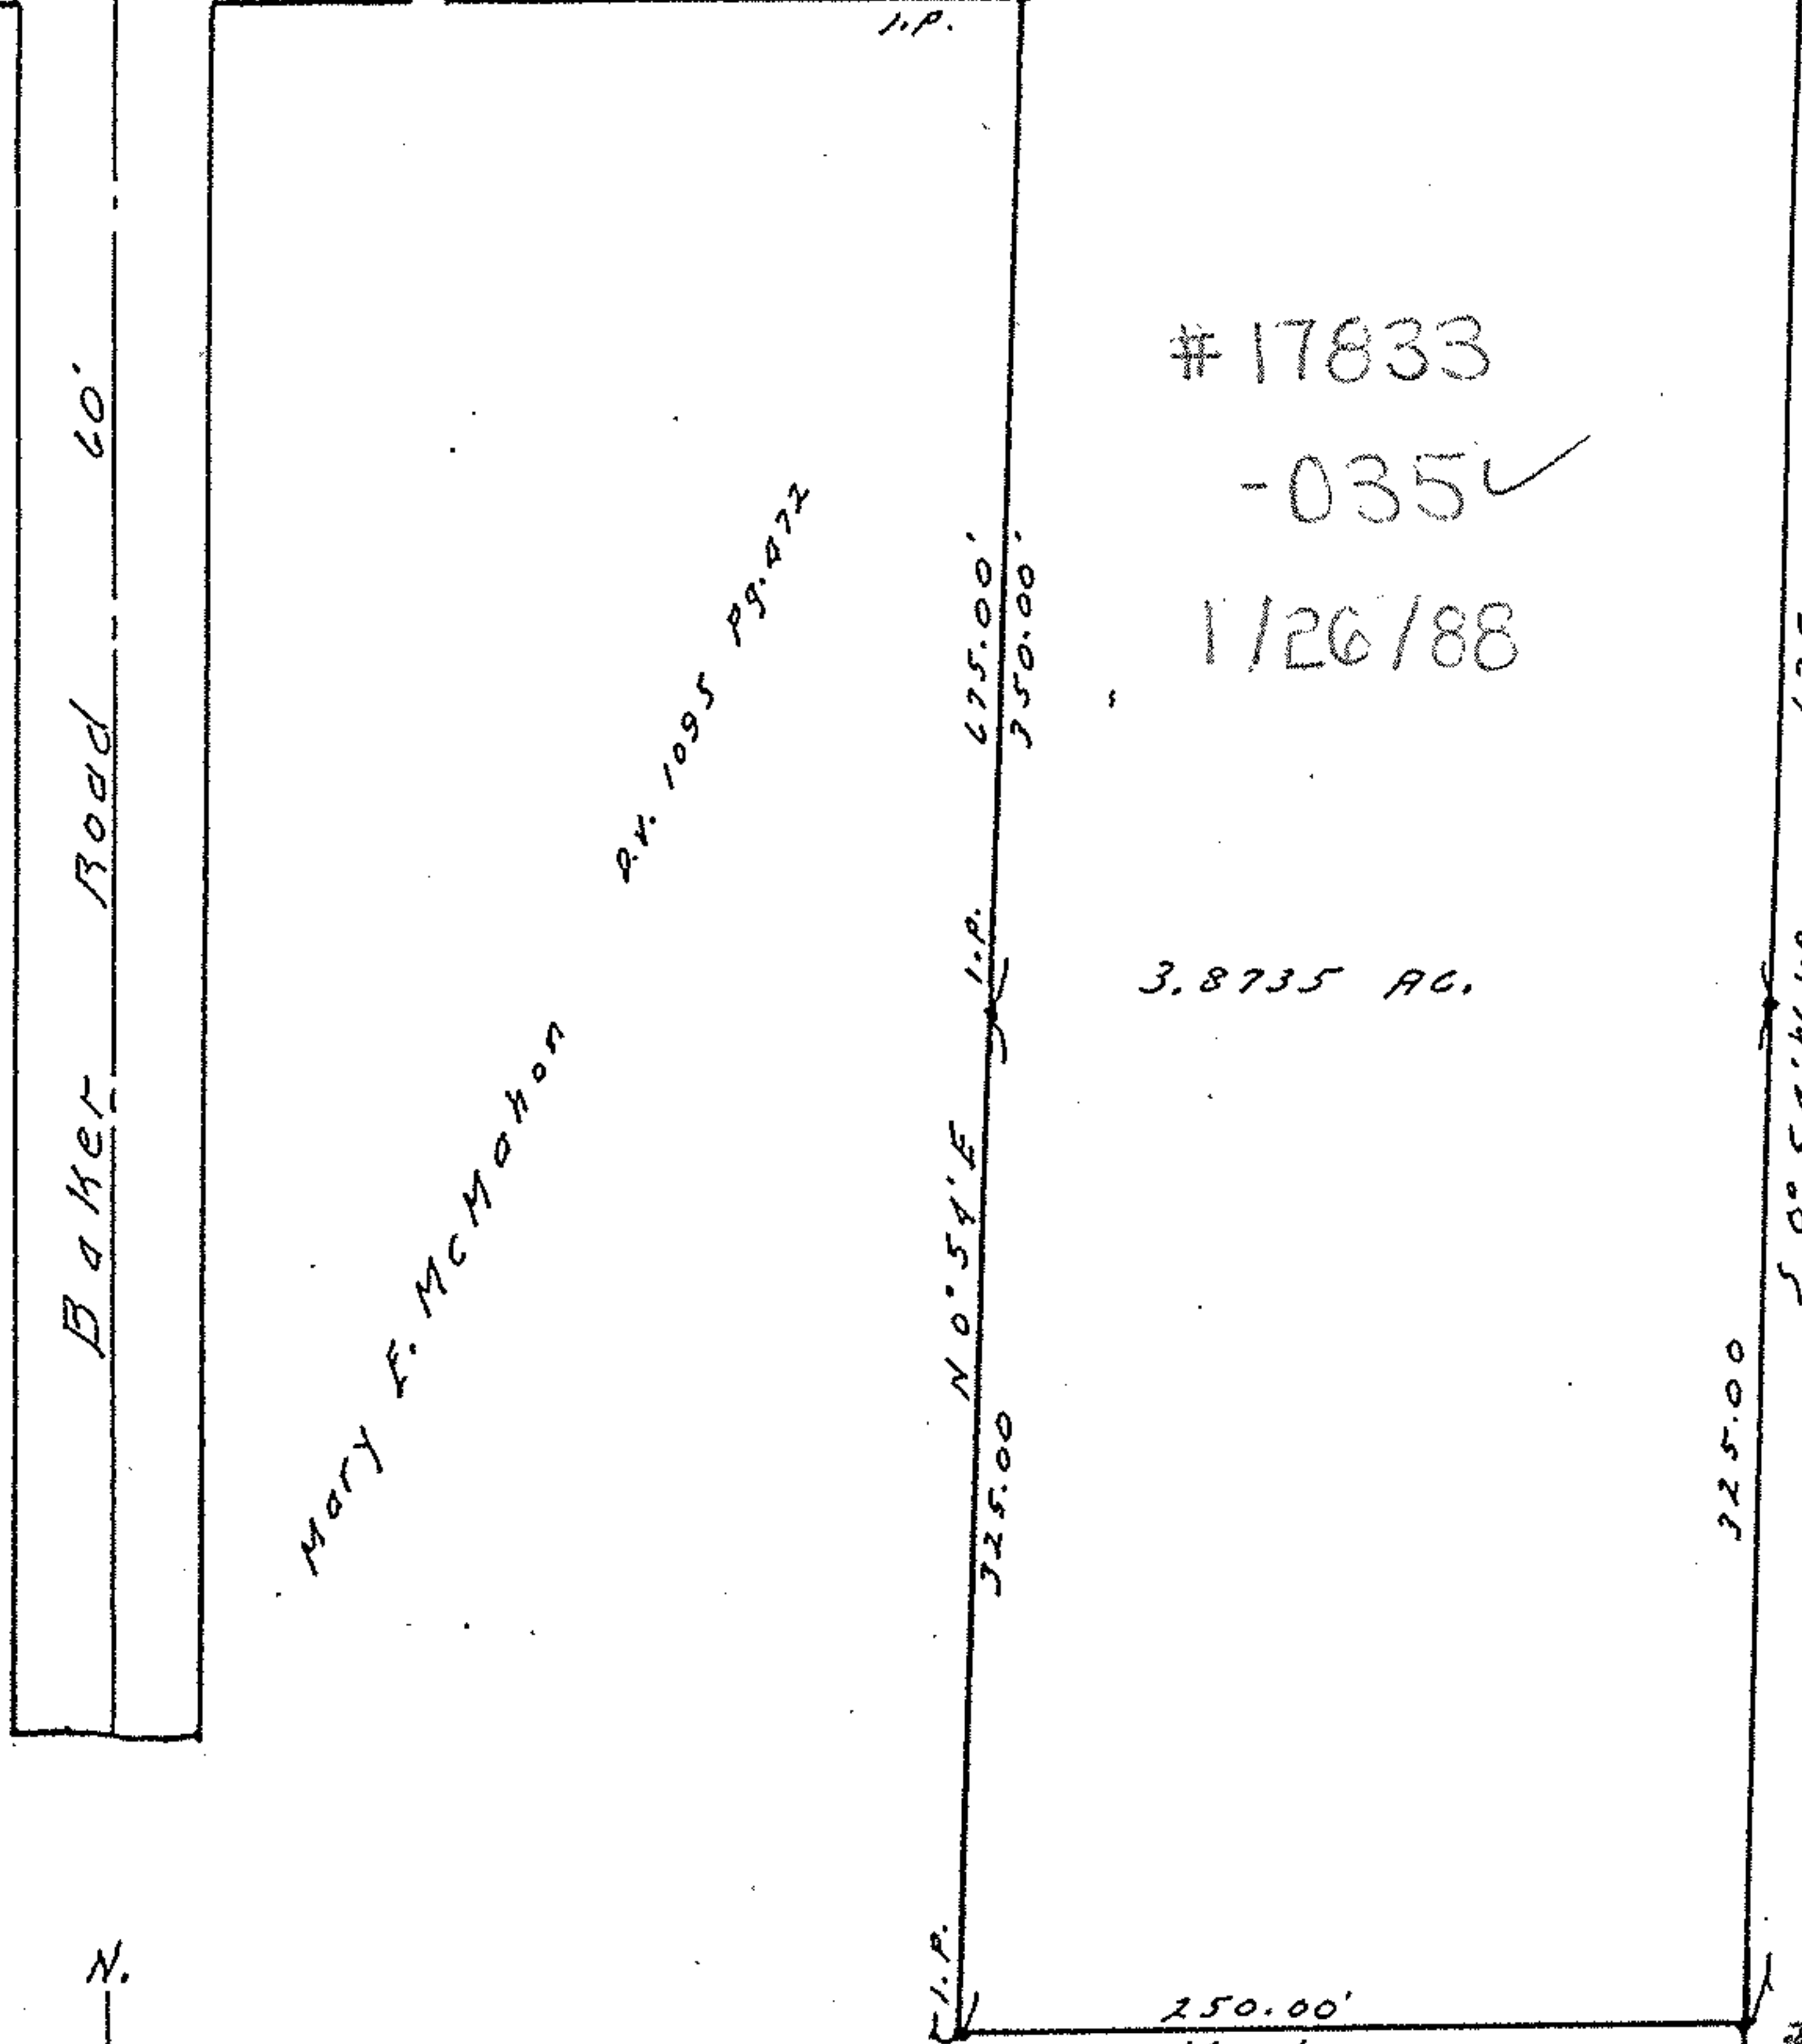 I.P.
#17833
-035✓
1/26/88
Baker Road 60'
Mary E. McMahon O.R. 1095 Pg. 072
675.00'
350.00'
I.P.
3.8735 AC.
N 0°54' E
325.00
325.00
I.P.
250.00'
N.